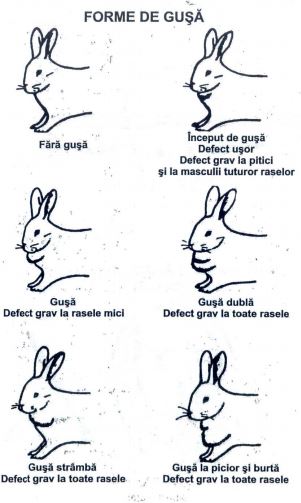 FORME DE GUŞĂ
Fără guşă
Început de guşă
Defect uşor
Defect grav la pitici
şi la masculii tuturor raselor
Guşă
Defect grav la rasele mici
Guşă dublă
Defect grav la toate rasele
Guşă strâmbă
Defect grav la toate rasele
Guşă la picior şi burtă
Defect grav la toate rasele